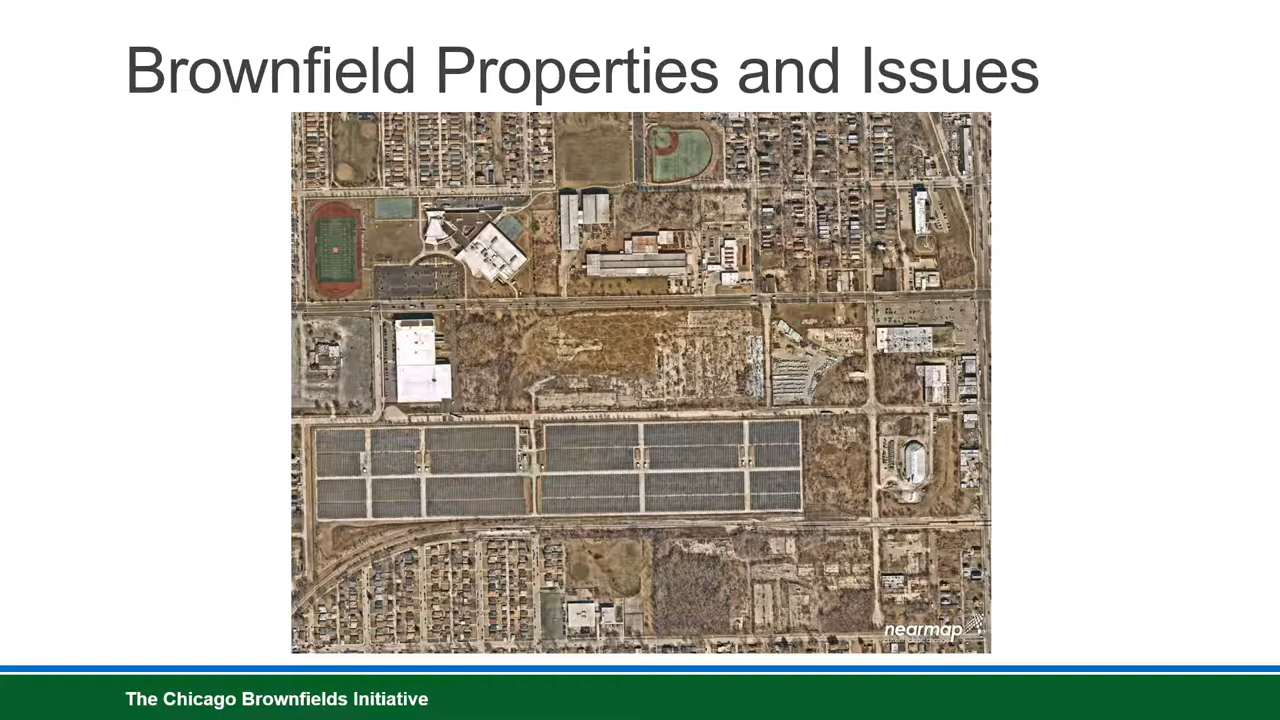 Brownfield Properties and Issues
nearmap
The Chicago Brownfields Initiative